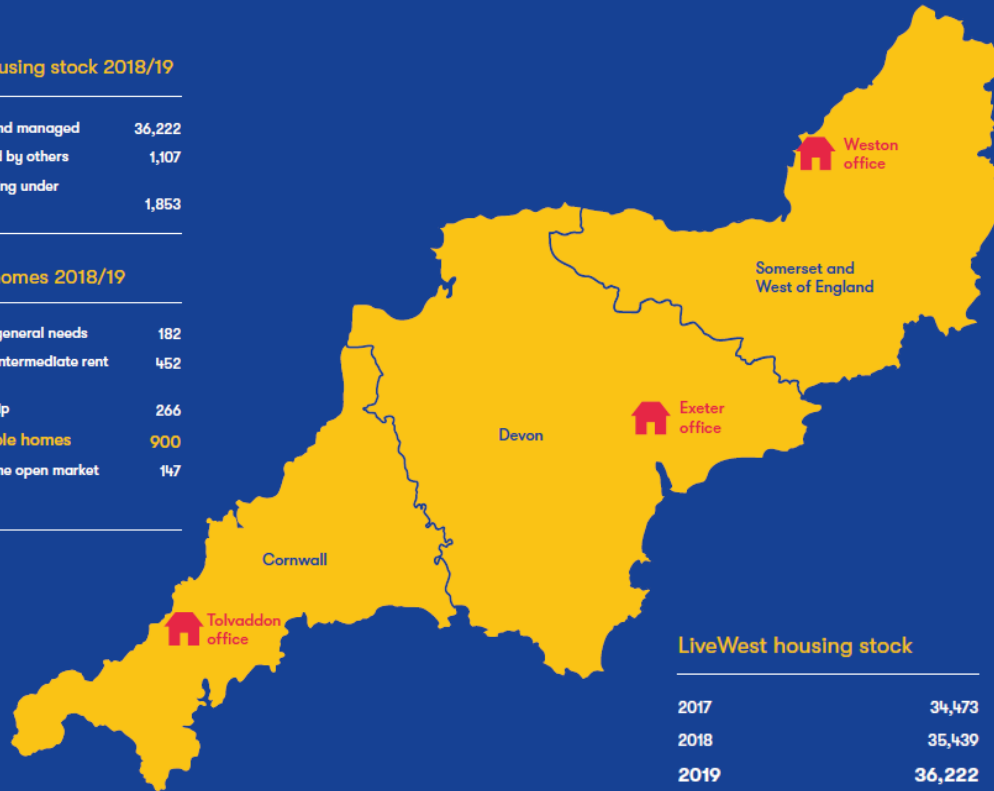 using stock 2018/19
nd managed 36,222
l by others 1,107
ng under
1,853
omes 2018/19
general needs 182
ntermediate rent 452
ip 266
ble homes 900
he open market 147
Weston
office
Somerset and
West of England
Exeter
office
Devon
Cornwall
Tolvaddon
office
LiveWest housing stock
2017 34,473
2018 35,439
2019 36,222